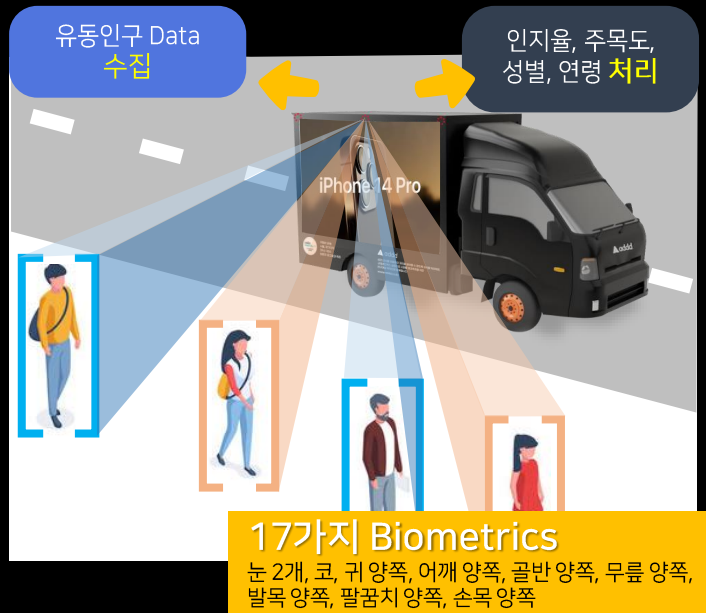 유동인구 Data
수집
인지율, 주목도,
성별, 연령 처리
iPhone 14 Pro
addd
addd
17가지 Biometrics
눈 2개, 코, 귀 양쪽, 어깨 양쪽, 골반 양쪽, 무릎 양쪽,
발목 양쪽, 팔꿈치 양쪽, 손목 양쪽